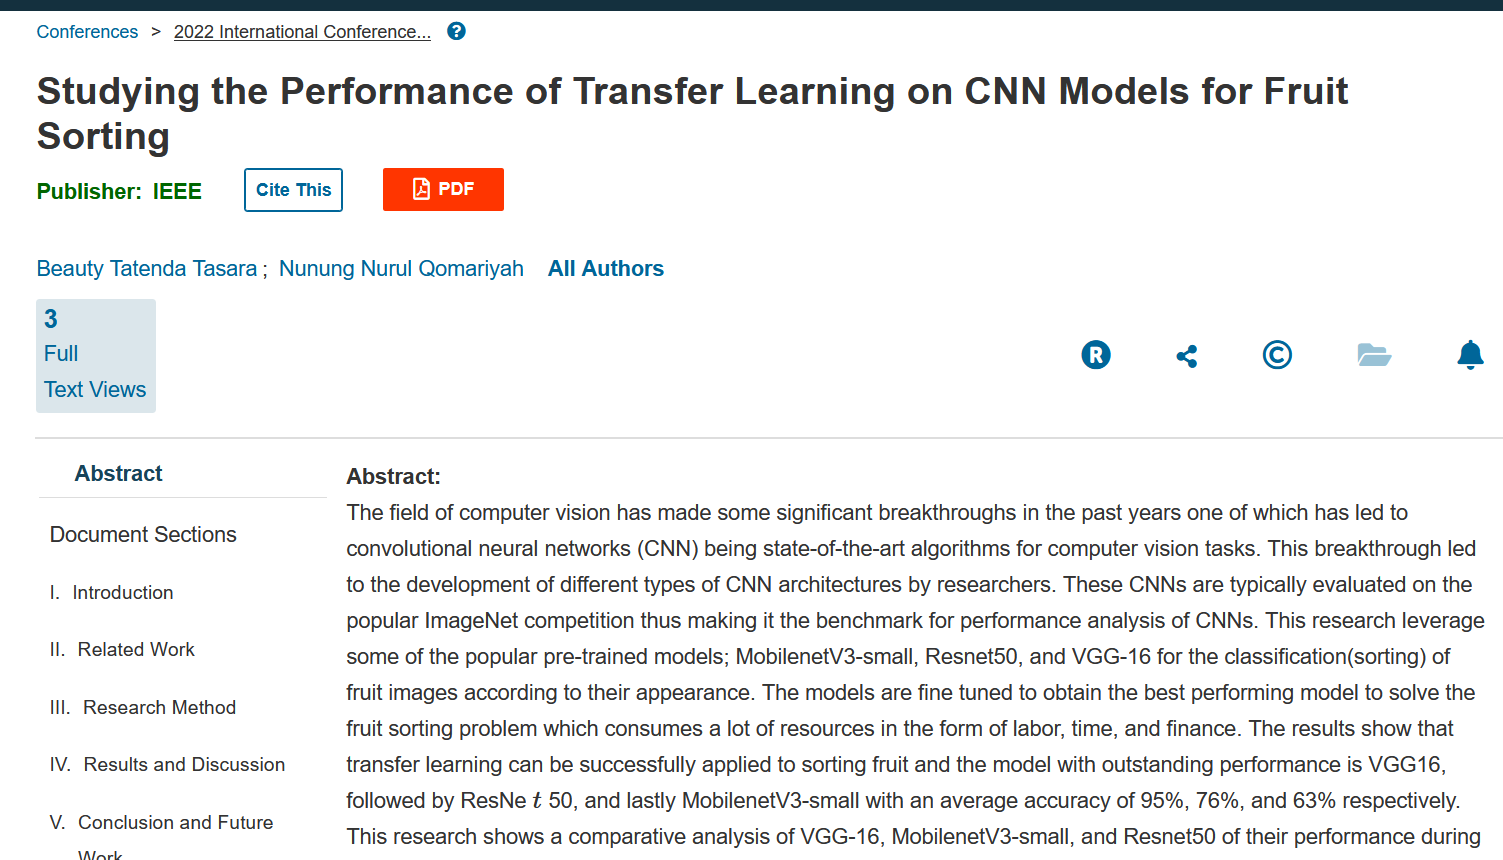 Conferences > 2022 International Conference... ?
Studying the Performance of Transfer Learning on CNN Models for Fruit
Sorting
Publisher: IEEE Cite This PDF
Beauty Tatenda Tasara ; Nunung Nurul Qomariyah All Authors
3
Full
Text Views
R ©
Abstract
Document Sections
I. Introduction
II. Related Work
III. Research Method
IV. Results and Discussion
V. Conclusion and Future
Work
Abstract:
The field of computer vision has made some significant breakthroughs in the past years one of which has led to
convolutional neural networks (CNN) being state-of-the-art algorithms for computer vision tasks. This breakthrough led
to the development of different types of CNN architectures by researchers. These CNNs are typically evaluated on the
popular ImageNet competition thus making it the benchmark for performance analysis of CNNs. This research leverage
some of the popular pre-trained models; MobilenetV3-small, Resnet50, and VGG-16 for the classification(sorting) of
fruit images according to their appearance. The models are fine tuned to obtain the best performing model to solve the
fruit sorting problem which consumes a lot of resources in the form of labor, time, and finance. The results show that
transfer learning can be successfully applied to sorting fruit and the model with outstanding performance is VGG16,
followed by ResNe t 50, and lastly MobilenetV3-small with an average accuracy of 95%, 76%, and 63% respectively.
This research shows a comparative analysis of VGG-16, MobilenetV3-small, and Resnet50 of their performance during